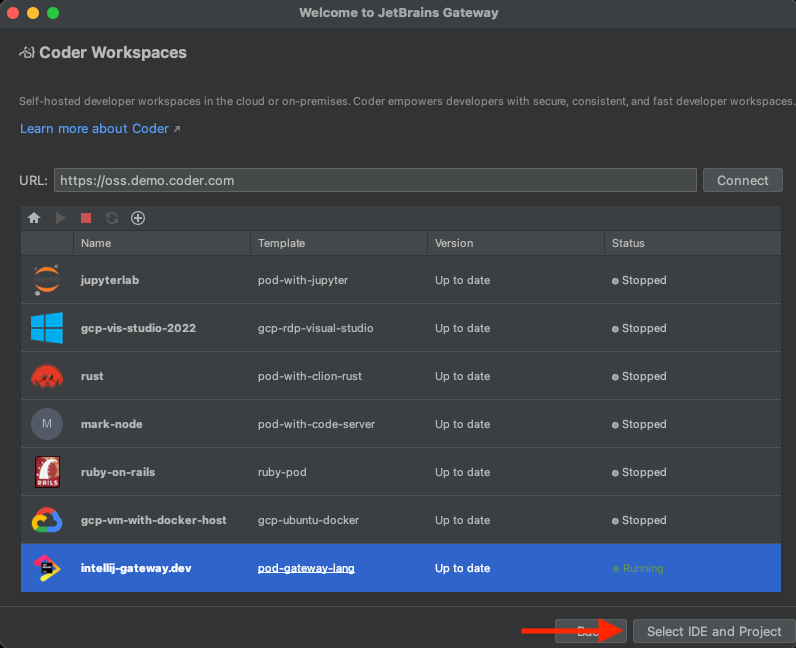 Welcome to JetBrains Gateway
Coder Workspaces
Self-hosted developer workspaces in the cloud or on-premises. Coder empowers developers with secure, consistent, and fast developer workspaces.
Learn more about Coder ↗
URL: https://oss.demo.coder.com Connect
Name Template Version Status
jupyterlab pod-with-jupyter Up to date Stopped
gcp-vis-studio-2022 gcp-rdp-visual-studio Up to date Stopped
rust pod-with-clion-rust Up to date Stopped
M mark-node pod-with-code-server Up to date Stopped
RAILS ruby-on-rails ruby-pod Up to date Stopped
gcp-vm-with-docker-host gcp-ubuntu-docker Up to date Stopped
intellij-gateway.dev pod-gateway-lang Up to date Running
Select IDE and Project